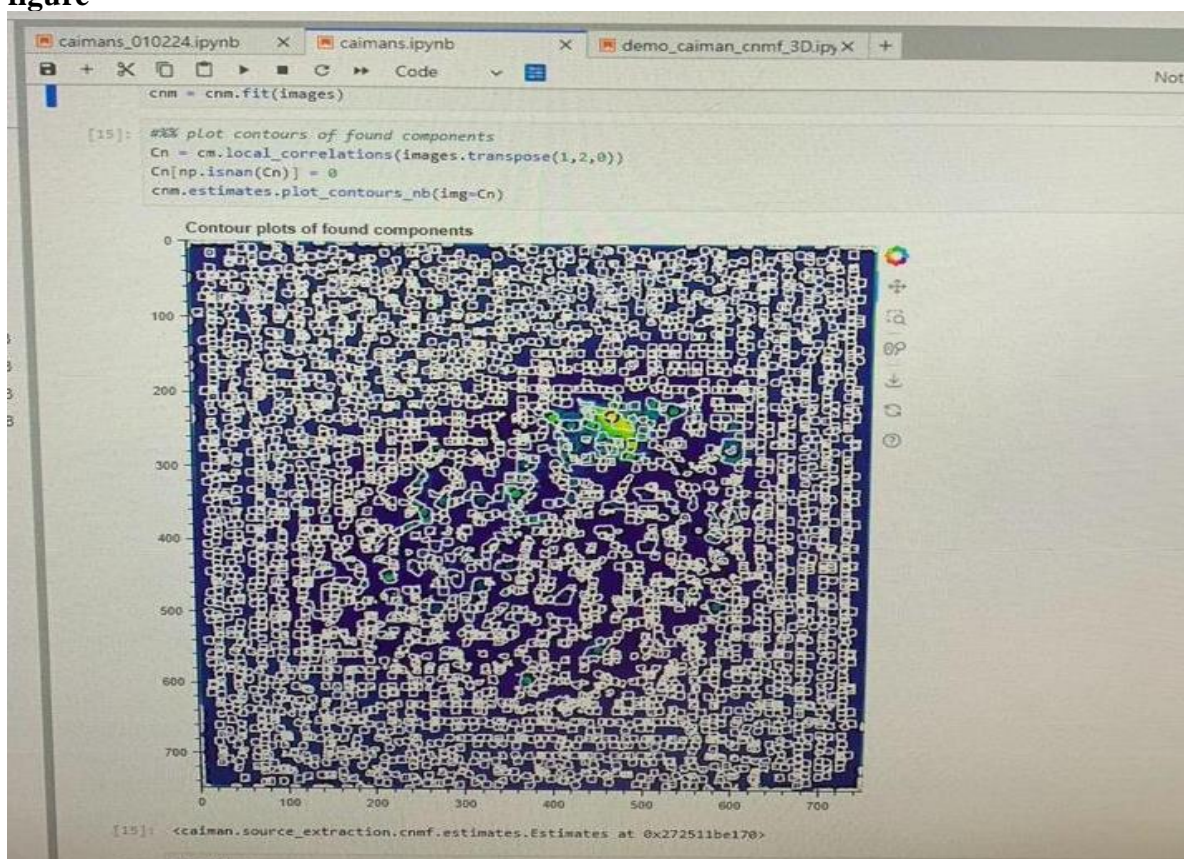 figure
caimans_010224.ipynb × caimans.ipynb × demo_caiman_cnmf_3D.ipy × +
Code
Not
cnm = cnm.fit(images)
[15]: #%% plot contours of found components
Cn = cm.local_correlations(images.transpose(1,2,0))
Cn[np.isnan(Cn)] = 0
cnm.estimates.plot_contours_nb(img=Cn)
Contour plots of found components
0
100
200
300
400
500
600
700
0 100 200 300 400 500 600 700
[15]: <caiman.source_extraction.cnmf.estimates.Estimates at 0x272511be170>